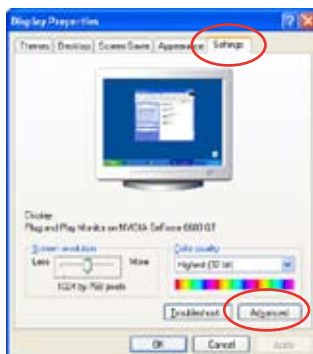 Display Properties
Themes Desktop Screen Saver Appearance Settings
Display:
Plug and Play Monitor on NVIDIA GeForce 6600 GT
Screen resolution
Color quality
Less More
Highest (32 bit)
1024 by 768 pixels
Troubleshoot... Advanced
OK Cancel Apply